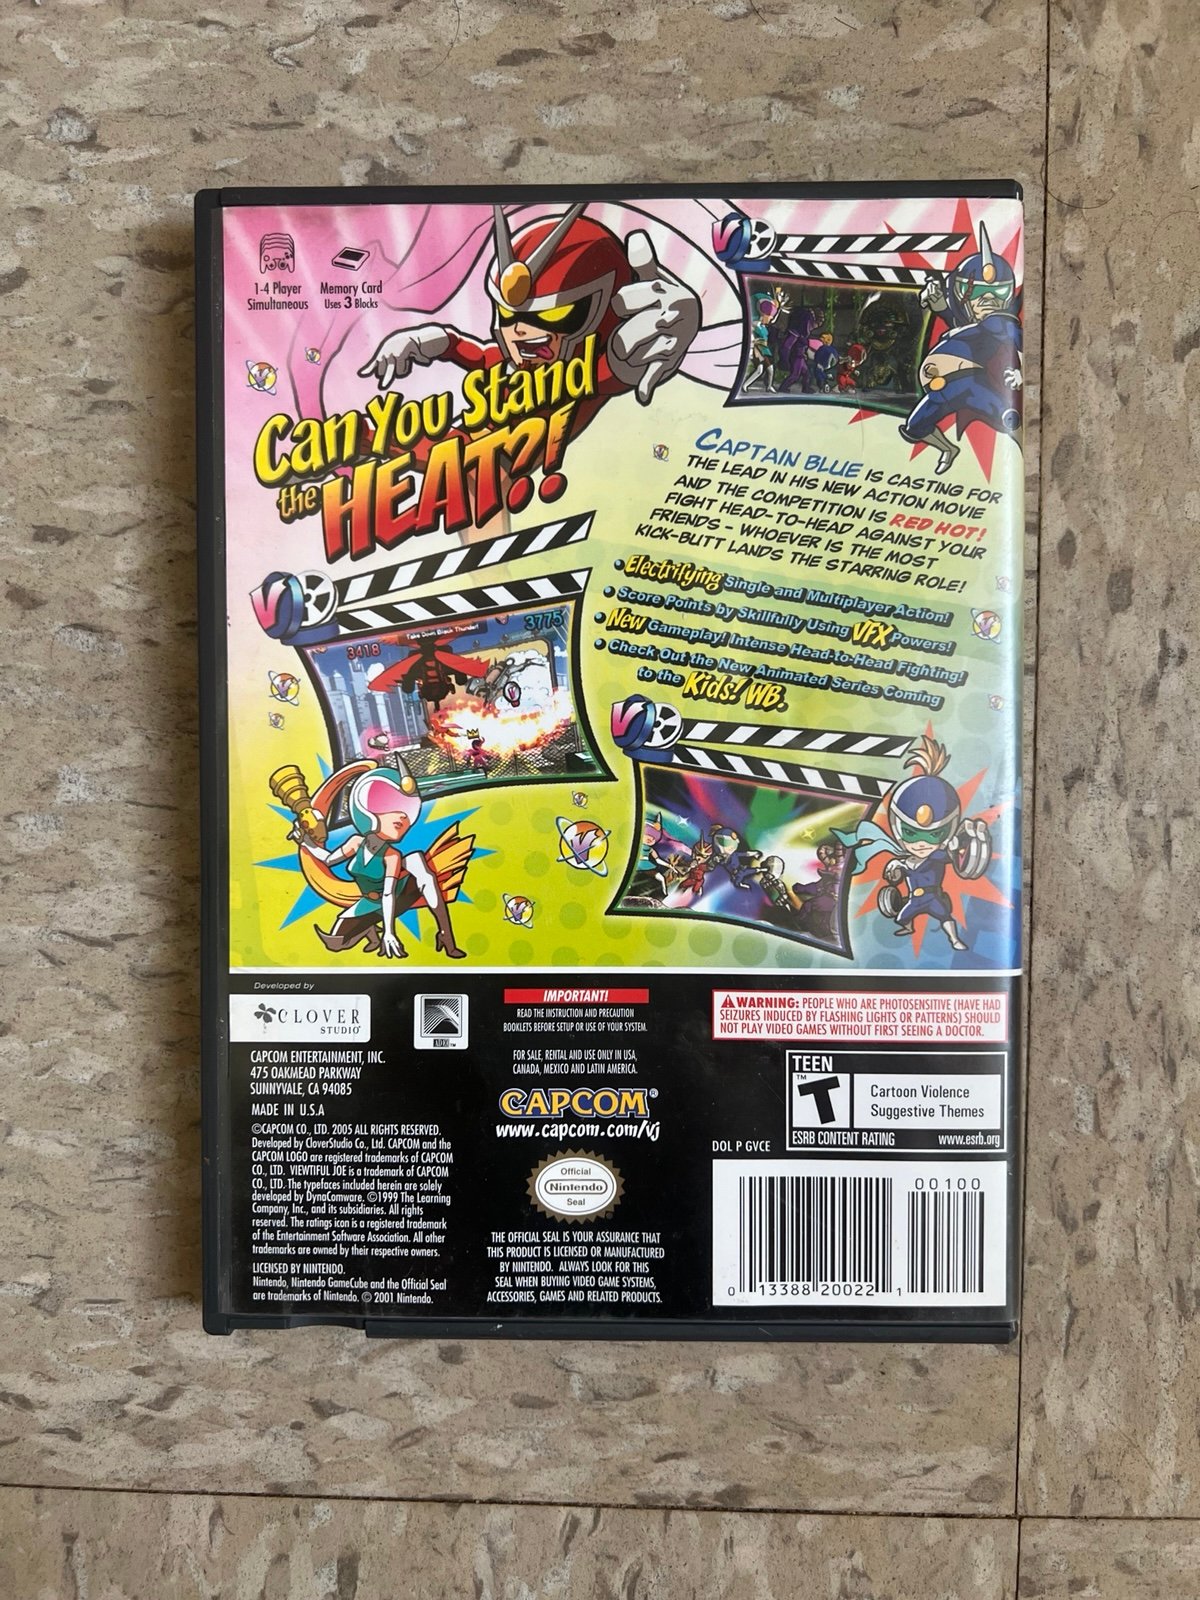 1-4 Player
Simultaneous
Memory Card
Uses 3 Blocks
Can You Stand
the HEAT?!
CAPTAIN BLUE IS CASTING FOR
THE LEAD IN HIS NEW ACTION MOVIE
AND THE COMPETITION IS RED HOT!
FIGHT HEAD-TO-HEAD AGAINST YOUR
FRIENDS - WHOEVER IS THE MOST
KICK-BUTT LANDS THE STARRING ROLE!
• Electrifying Single and Multiplayer Action!
• Score Points by Skillfully Using VFX Powers!
• New Gameplay! Intense Head-to-Head Fighting!
• Check Out the New Animated Series Coming
to the Kids! WB.
Take Down Black Thunder!
3418
3775
Developed by
CLOVER
STUDIO
CAPCOM ENTERTAINMENT, INC.
475 OAKMEAD PARKWAY
SUNNYVALE, CA 94085
MADE IN U.S.A
©CAPCOM CO., LTD. 2005 ALL RIGHTS RESERVED.
Developed by CloverStudio Co., Ltd. CAPCOM and the
CAPCOM LOGO are registered trademarks of CAPCOM
CO., LTD. VIEWTIFUL JOE is a trademark of CAPCOM
CO., LTD. The typefaces included herein are solely
developed by DynaComware. ©1999 The Learning
Company, Inc., and its subsidiaries. All rights
reserved. The ratings icon is a registered trademark
of the Entertainment Software Association. All other
trademarks are owned by their respective owners.
LICENSED BY NINTENDO.
Nintendo, Nintendo GameCube and the Official Seal
are trademarks of Nintendo. © 2001 Nintendo.
IMPORTANT!
READ THE INSTRUCTION AND PRECAUTION
BOOKLETS BEFORE SETUP OR USE OF YOUR SYSTEM.
FOR SALE, RENTAL AND USE ONLY IN USA,
CANADA, MEXICO AND LATIN AMERICA.
CAPCOM®
www.capcom.com/vj
Official
Nintendo
Seal
THE OFFICIAL SEAL IS YOUR ASSURANCE THAT
THIS PRODUCT IS LICENSED OR MANUFACTURED
BY NINTENDO. ALWAYS LOOK FOR THIS
SEAL WHEN BUYING VIDEO GAME SYSTEMS,
ACCESSORIES, GAMES AND RELATED PRODUCTS.
WARNING: PEOPLE WHO ARE PHOTOSENSITIVE (HAVE HAD
SEIZURES INDUCED BY FLASHING LIGHTS OR PATTERNS) SHOULD
NOT PLAY VIDEO GAMES WITHOUT FIRST SEEING A DOCTOR.
TEEN
T
™
Cartoon Violence
Suggestive Themes
ESRB CONTENT RATING www.esrb.org
DOL P GVCE
00100
0 13388 20022 1